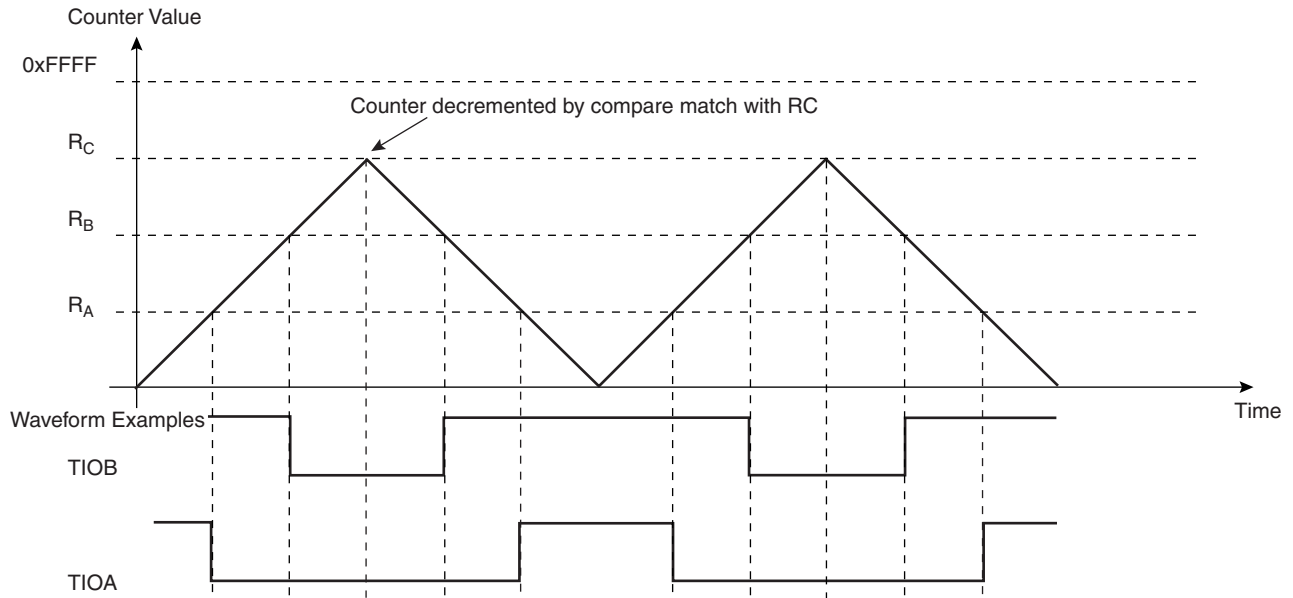 Counter Value
0xFFFF
Counter decremented by compare match with RC
RC
RB
RA
Time
Waveform Examples
TIOB
TIOA